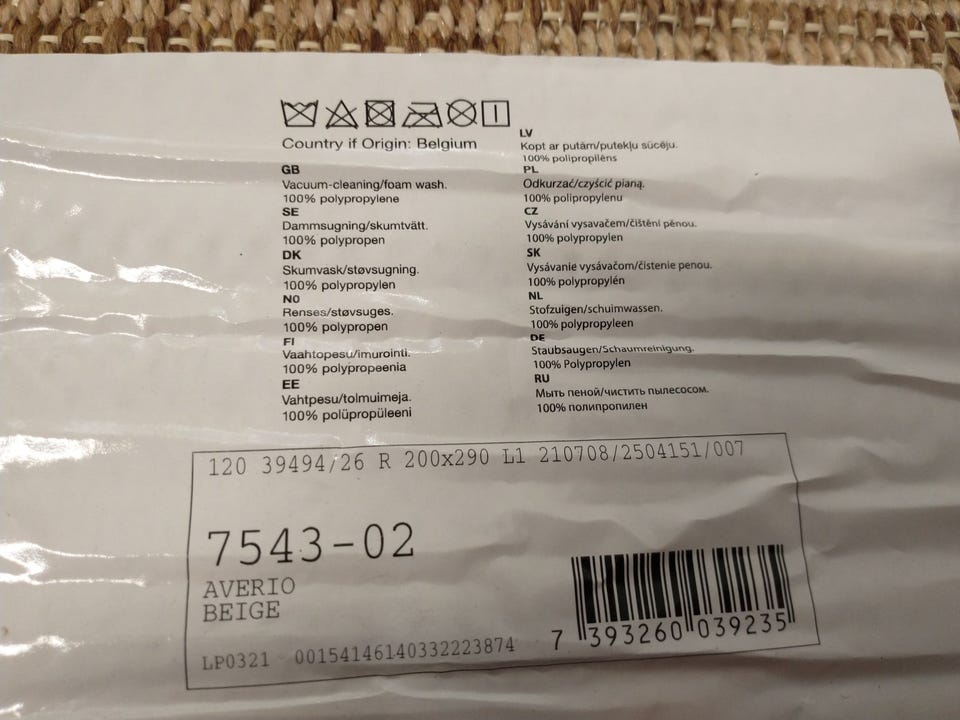 Country if Origin: Belgium
GB
Vacuum-cleaning/foam wash.
100% polypropylene
SE
Dammsugning/skumtvätt.
100% polypropen
DK
Skumvask/støvsugning.
100% polypropylen
NO
Renses/støvsuges.
100% polypropen
FI
Vaahtopesu/imurointi.
100% polypropeenia
EE
Vahtpesu/tolmuimeja.
100% polüpropüleeni
LV
Kopt ar putām/putekļu sūcēju.
100% polipropilēns
PL
Odkurzać/czyścić pianą.
100% polipropylenu
CZ
Vysávání vysavačem/čištění pěnou.
100% polypropylen
SK
Vysávanie vysávačom/čistenie penou.
100% polypropylén
NL
Stofzuigen/schuimwassen.
100% polypropyleen
DE
Staubsaugen/Schaumreinigung.
100% Polypropylen
RU
Мыть пеной/чистить пылесосом.
100% полипропилен
120 39494/26 R 200x290 L1 210708/2504151/007
7543-02
AVERIO
BEIGE
LP0321 00154146140332223874
7 393260 039235